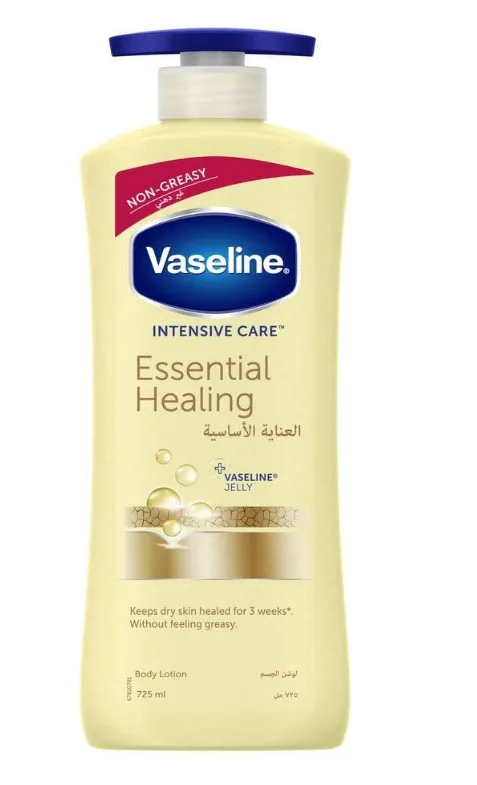 NON-GREASY
غير دهني
Vaseline®
INTENSIVE CARE™
Essential
Healing
العناية الأساسية
VASELINE®
JELLY
Keeps dry skin healed for 3 weeks*.
Without feeling greasy.
Body Lotion لوشن الجسم
725 ml ٧٢٥ مل